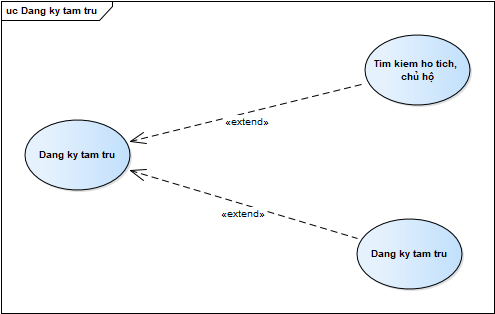 uc Dang ky tam tru
Tim kiem ho tich,
chủ hộ
«extend»
Dang ky tam tru
«extend»
Dang ky tam tru